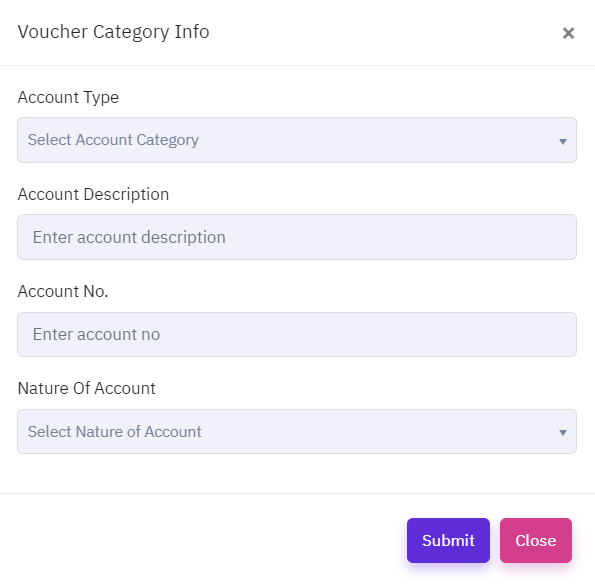 Voucher Category Info
×
Account Type
Select Account Category
Account Description
Enter account description
Account No.
Enter account no
Nature Of Account
Select Nature of Account
Submit Close